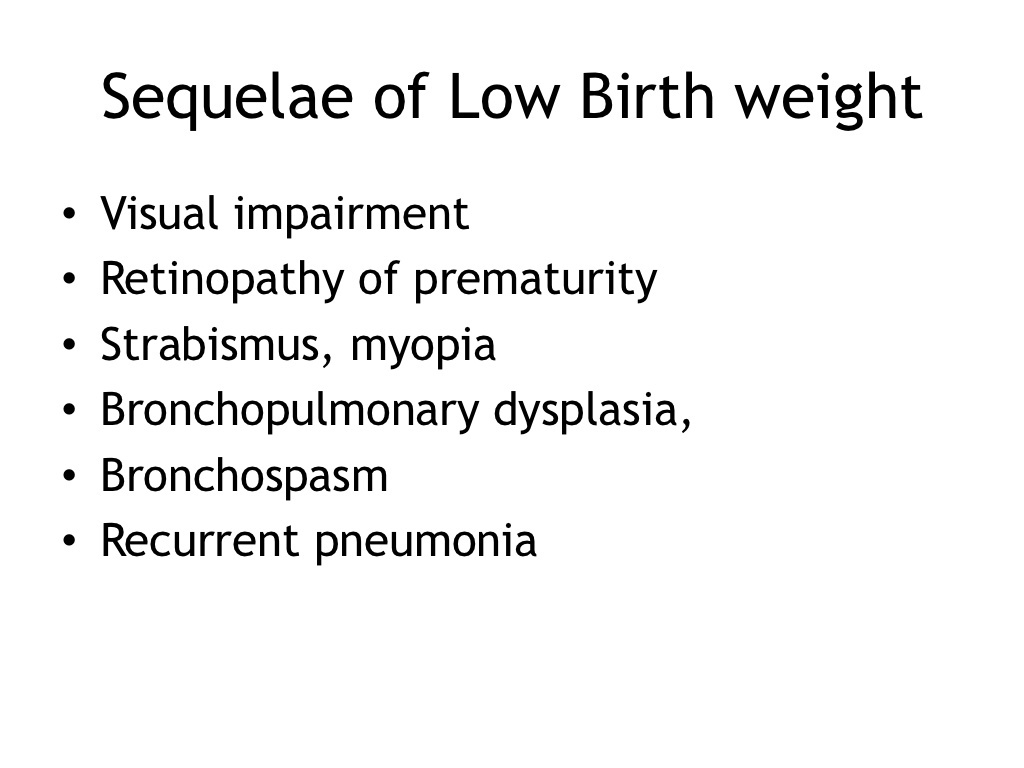 Sequelae of Low Birth weight
• Visual impairment
• Retinopathy of prematurity
• Strabismus, myopia
• Bronchopulmonary dysplasia,
• Bronchospasm
• Recurrent pneumonia